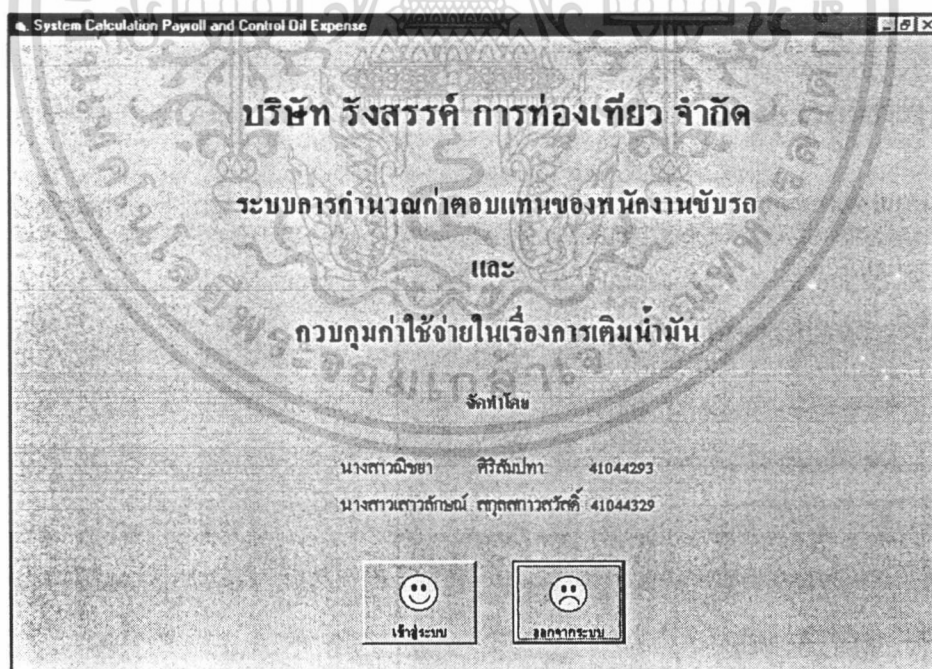 System Calculation Payroll and Control Oil Expense
บริษัท รังสรรค์ การท่องเที่ยว จำกัด
ระบบการคำนวณค่าตอบแทนของพนักงานขับรถ
และ
ควบคุมค่าใช้จ่ายในเรื่องการเติมน้ำมัน
จัดทำโดย
นางสาวณิชยา ศิริสัมปทา 41044293
นางสาวเสาวลักษณ์ สกุลสถาวสวัสดิ์ 41044329
เข้าสู่ระบบ ออกจากระบบ